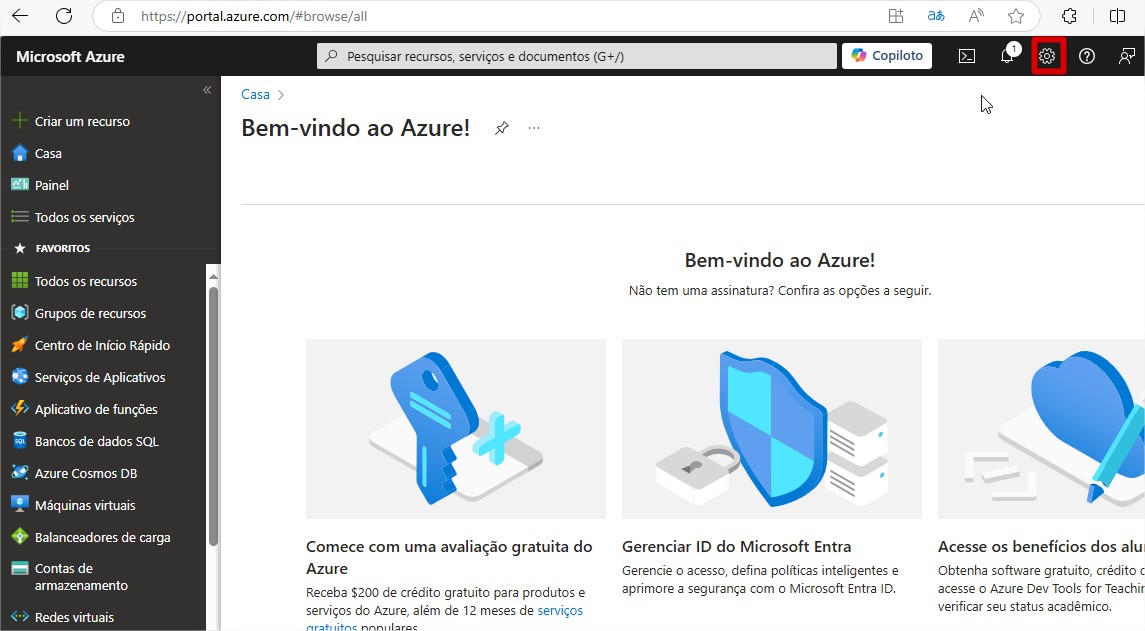 https://portal.azure.com/#browse/all
Microsoft Azure
Pesquisar recursos, serviços e documentos (G+/)
Copiloto
1
Criar um recurso
Casa
Painel
Todos os serviços
FAVORITOS
Todos os recursos
Grupos de recursos
Centro de Início Rápido
Serviços de Aplicativos
Aplicativo de funções
Bancos de dados SQL
Azure Cosmos DB
Máquinas virtuais
Balanceadores de carga
Contas de
armazenamento
Redes virtuais
Casa
Bem-vindo ao Azure!
Bem-vindo ao Azure!
Não tem uma assinatura? Confira as opções a seguir.
Comece com uma avaliação gratuita do
Azure
Receba $200 de crédito gratuito para produtos e
serviços do Azure, além de 12 meses de serviços
gratuitos populares
Gerenciar ID do Microsoft Entra
Gerencie o acesso, defina políticas inteligentes e
aprimore a segurança com o Microsoft Entra ID.
Acesse os benefícios dos
Obtenha software gratuito, crédito
acesse o Azure Dev Tools for
verificar seu status acadêmico.